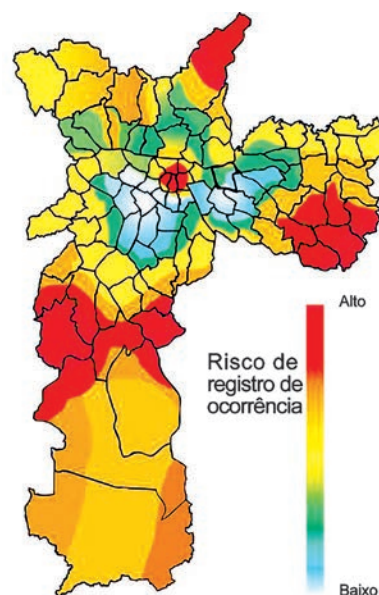 Alto
Risco de
registro de
ocorrência
Baixo